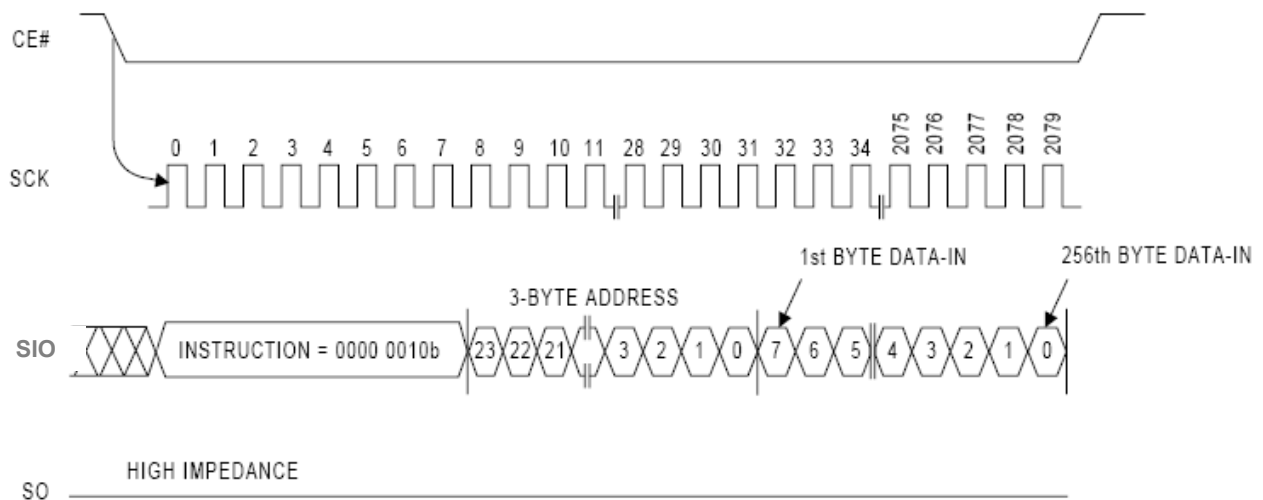 CE#
0 1 2 3 4 5 6 7 8 9 10 11 28 29 30 31 32 33 34 2075 2076 2077 2078 2079
SCK
1st BYTE DATA-IN 256th BYTE DATA-IN
3-BYTE ADDRESS
SIO INSTRUCTION = 0000 0010b 23 22 21 3 2 1 0 7 6 5 4 3 2 1 0
HIGH IMPEDANCE
SO